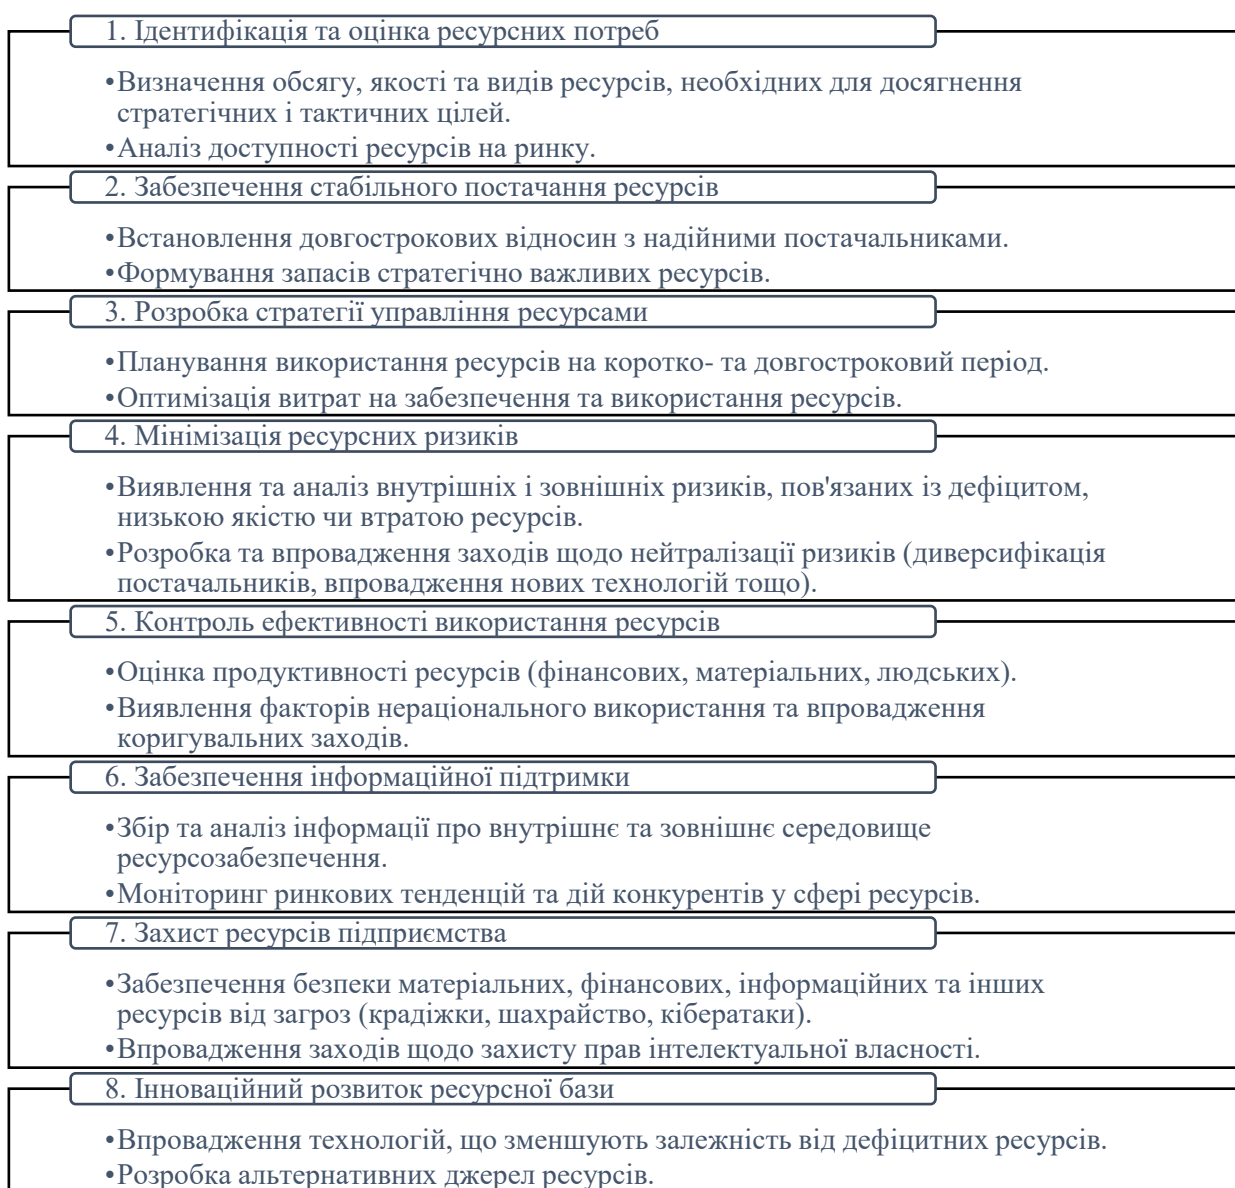 1. Ідентифікація та оцінка ресурсних потреб
•Визначення обсягу, якості та видів ресурсів, необхідних для досягнення
стратегічних і тактичних цілей.
•Аналіз доступності ресурсів на ринку.
2. Забезпечення стабільного постачання ресурсів
•Встановлення довгострокових відносин з надійними постачальниками.
•Формування запасів стратегічно важливих ресурсів.
3. Розробка стратегії управління ресурсами
•Планування використання ресурсів на коротко- та довгостроковий період.
•Оптимізація витрат на забезпечення та використання ресурсів.
4. Мінімізація ресурсних ризиків
•Виявлення та аналіз внутрішніх і зовнішніх ризиків, пов'язаних із дефіцитом,
низькою якістю чи втратою ресурсів.
•Розробка та впровадження заходів щодо нейтралізації ризиків (диверсифікація
постачальників, впровадження нових технологій тощо).
5. Контроль ефективності використання ресурсів
•Оцінка продуктивності ресурсів (фінансових, матеріальних, людських).
•Виявлення факторів нераціонального використання та впровадження
коригувальних заходів.
6. Забезпечення інформаційної підтримки
•Збір та аналіз інформації про внутрішнє та зовнішнє середовище
ресурсозабезпечення.
•Моніторинг ринкових тенденцій та дій конкурентів у сфері ресурсів.
7. Захист ресурсів підприємства
•Забезпечення безпеки матеріальних, фінансових, інформаційних та інших
ресурсів від загроз (крадіжки, шахрайство, кібератаки).
•Впровадження заходів щодо захисту прав інтелектуальної власності.
8. Інноваційний розвиток ресурсної бази
•Впровадження технологій, що зменшують залежність від дефіцитних ресурсів.
•Розробка альтернативних джерел ресурсів.